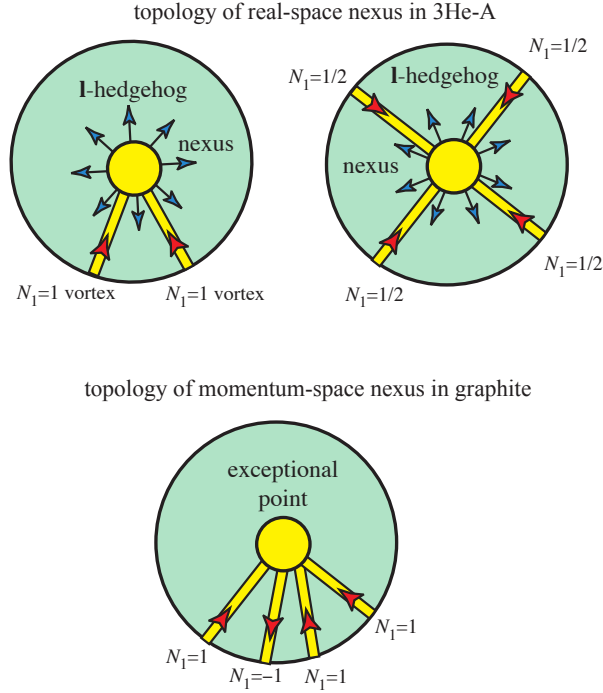 topology of real-space nexus in 3He-A
l-hedgehog
nexus
N1=1 vortex
N1=1 vortex
N1=1/2
N1=1/2
l-hedgehog
nexus
N1=1/2
N1=1/2
topology of momentum-space nexus in graphite
exceptional
point
N1=1
N1=−1
N1=1
N1=1